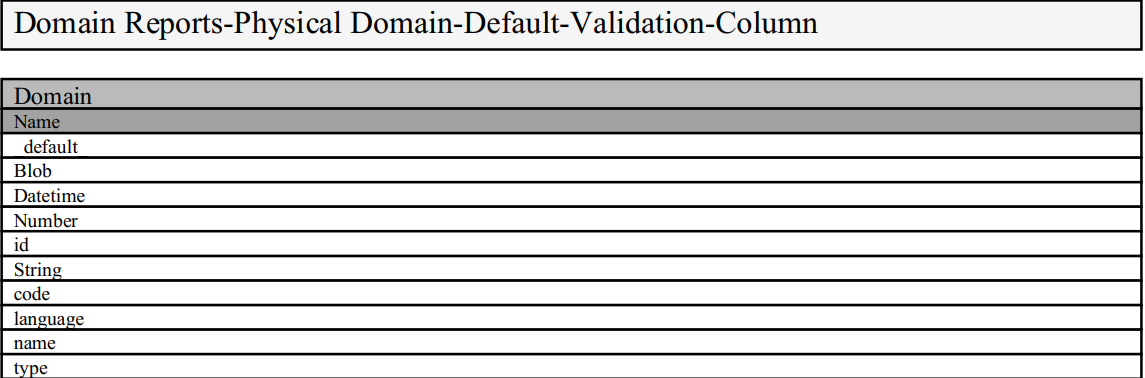 Domain Reports-Physical Domain-Default-Validation-Column
Domain
Name
_default_
Blob
Datetime
Number
id
String
code
language
name
type